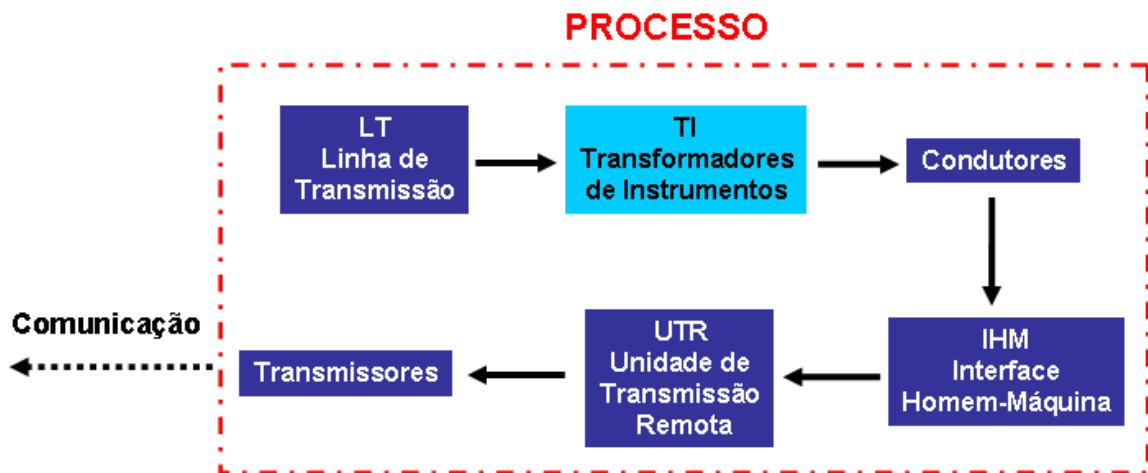 PROCESSO
LT
Linha de
Transmissão
TI
Transformadores
de Instrumentos
Condutores
IHM
Interface
Homem-Máquina
UTR
Unidade de
Transmissão
Remota
Transmissores
Comunicação